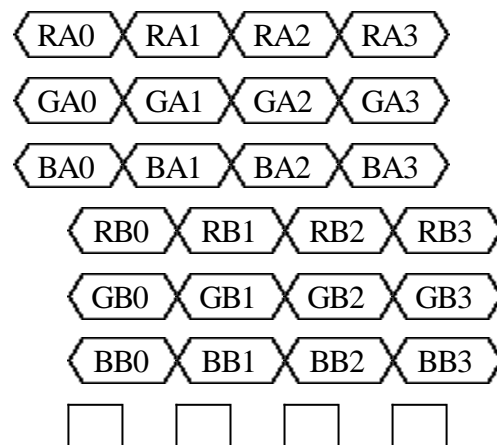 RA0 RA1 RA2 RA3
GA0 GA1 GA2 GA3
BA0 BA1 BA2 BA3
RB0 RB1 RB2 RB3
GB0 GB1 GB2 GB3
BB0 BB1 BB2 BB3